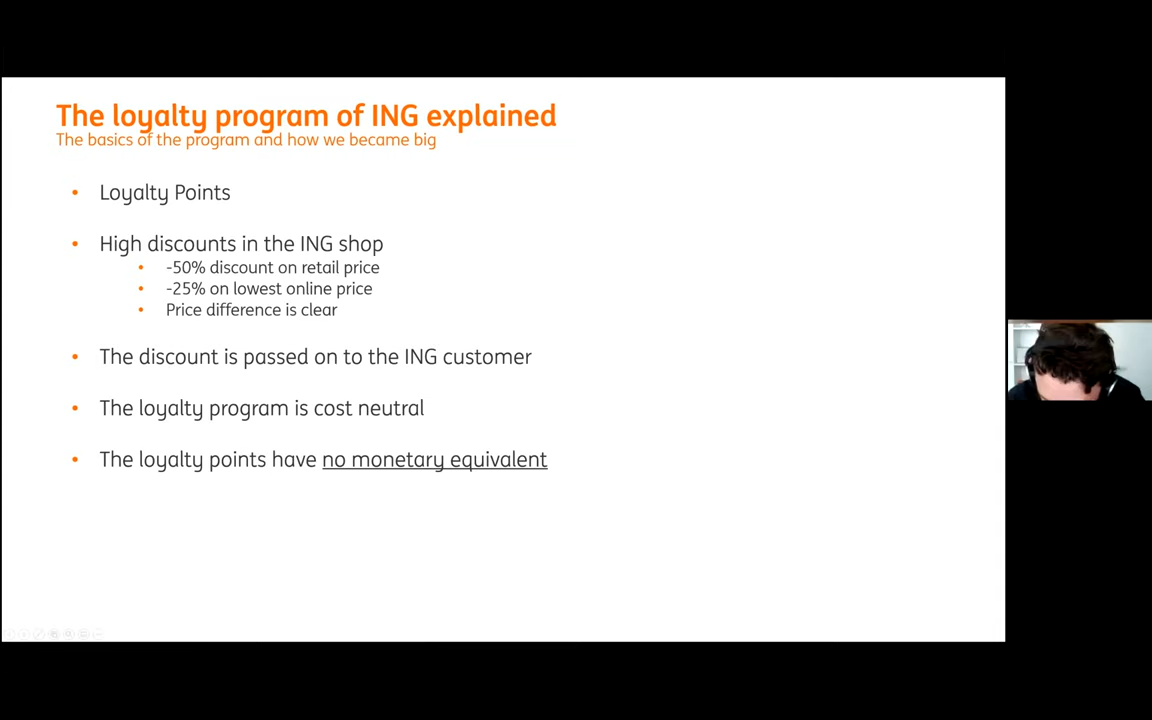 The loyalty program of ING explained
The basics of the program and how we became big
• Loyalty Points
• High discounts in the ING shop
• -50% discount on retail price
• -25% on lowest online price
• Price difference is clear
• The discount is passed on to the ING customer
• The loyalty program is cost neutral
• The loyalty points have no monetary equivalent